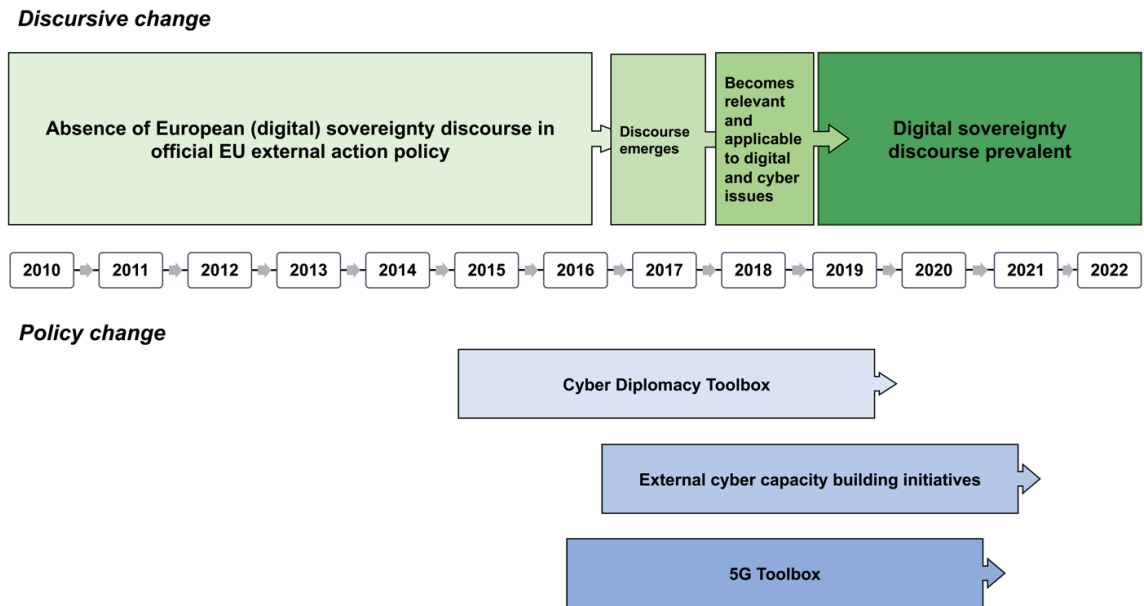 Discursive change
Absence of European (digital) sovereignty discourse in
official EU external action policy
Discourse
emerges
Becomes
relevant
and
applicable
to digital
and cyber
issues
Digital sovereignty
discourse prevalent
2010
2011
2012
2013
2014
2015
2016
2017
2018
2019
2020
2021
2022
Policy change
Cyber Diplomacy Toolbox
External cyber capacity building initiatives
5G Toolbox